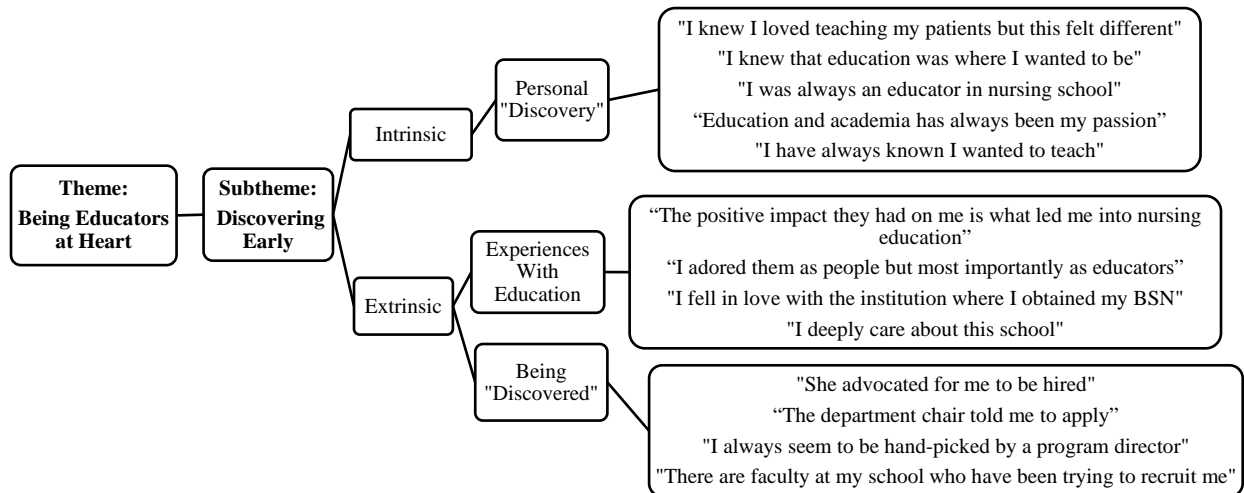 Theme:
Being Educators
at Heart
Subtheme:
Discovering
Early
Intrinsic
Personal
"Discovery"
"I knew I loved teaching my patients but this felt different"
"I knew that education was where I wanted to be"
"I was always an educator in nursing school"
“Education and academia has always been my passion”
"I have always known I wanted to teach"
Extrinsic
Experiences
With
Education
“The positive impact they had on me is what led me into nursing
education”
“I adored them as people but most importantly as educators”
"I fell in love with the institution where I obtained my BSN"
"I deeply care about this school"
Being
"Discovered"
"She advocated for me to be hired"
“The department chair told me to apply”
"I always seem to be hand-picked by a program director"
"There are faculty at my school who have been trying to recruit me"